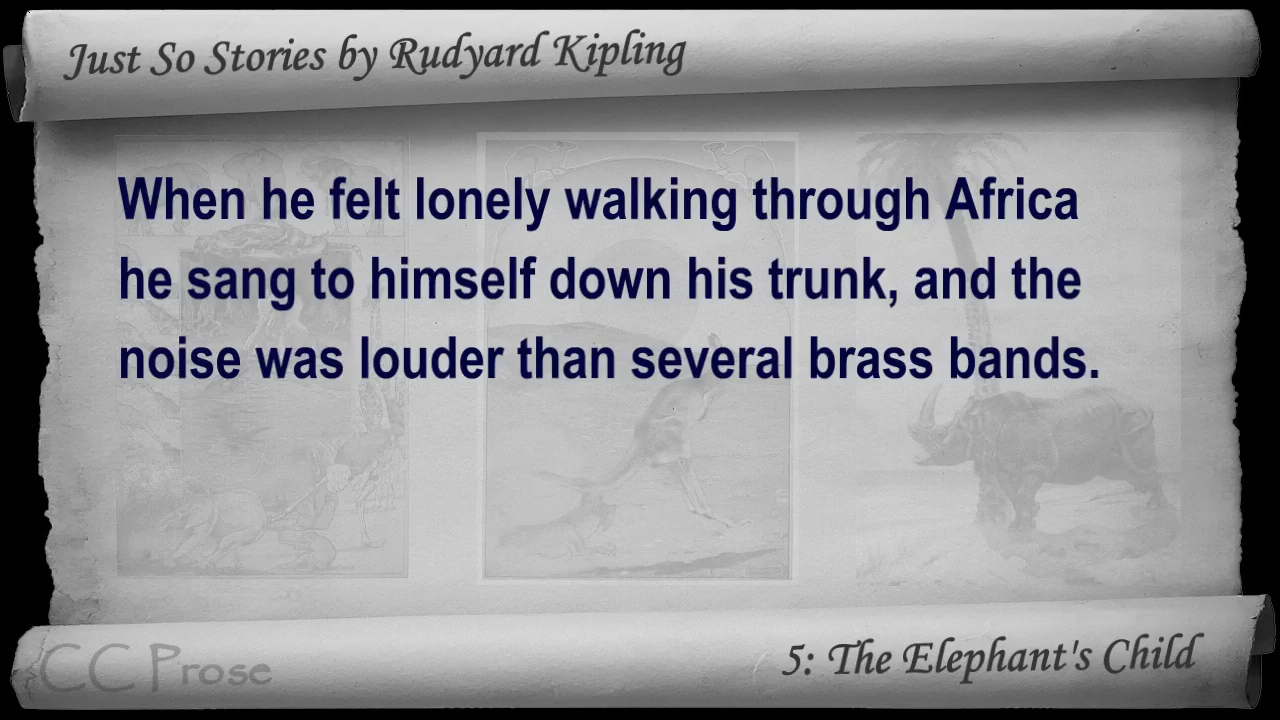 Just So Stories by Rudyard Kipling
When he felt lonely walking through Africa
he sang to himself down his trunk, and the
noise was louder than several brass bands.
CC Prose
5: The Elephant's Child